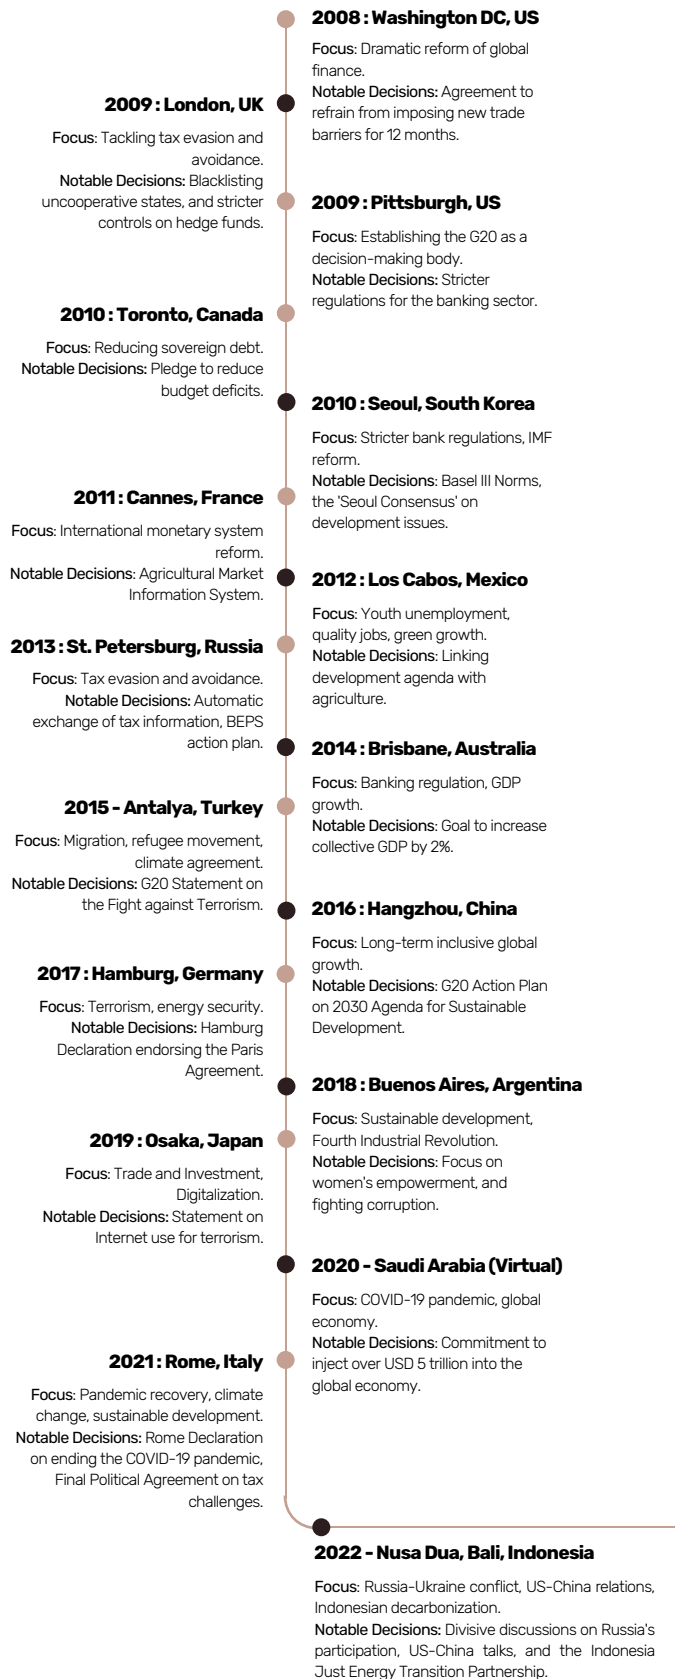 2008 : Washington DC, US
Focus: Dramatic reform of global
finance.
Notable Decisions: Agreement to
refrain from imposing new trade
barriers for 12 months.
2009 : London, UK
Focus: Tackling tax evasion and
avoidance.
Notable Decisions: Blacklisting
uncooperative states, and stricter
controls on hedge funds.
2009 : Pittsburgh, US
Focus: Establishing the G20 as a
decision-making body.
Notable Decisions: Stricter
regulations for the banking sector.
2010 : Toronto, Canada
Focus: Reducing sovereign debt.
Notable Decisions: Pledge to reduce
budget deficits.
2010 : Seoul, South Korea
Focus: Stricter bank regulations, IMF
reform.
Notable Decisions: Basel III Norms,
the 'Seoul Consensus' on
development issues.
2011 : Cannes, France
Focus: International monetary system
reform.
Notable Decisions: Agricultural Market
Information System.
2012 : Los Cabos, Mexico
Focus: Youth unemployment,
quality jobs, green growth.
Notable Decisions: Linking
development agenda with
agriculture.
2013 : St. Petersburg, Russia
Focus: Tax evasion and avoidance.
Notable Decisions: Automatic
exchange of tax information, BEPS
action plan.
2014 : Brisbane, Australia
Focus: Banking regulation, GDP
growth.
Notable Decisions: Goal to increase
collective GDP by 2%.
2015 - Antalya, Turkey
Focus: Migration, refugee movement,
climate agreement.
Notable Decisions: G20 Statement on
the Fight against Terrorism.
2016 : Hangzhou, China
Focus: Long-term inclusive global
growth.
Notable Decisions: G20 Action Plan
on 2030 Agenda for Sustainable
Development.
2017 : Hamburg, Germany
Focus: Terrorism, energy security.
Notable Decisions: Hamburg
Declaration endorsing the Paris
Agreement.
2018 : Buenos Aires, Argentina
Focus: Sustainable development,
Fourth Industrial Revolution.
Notable Decisions: Focus on
women's empowerment, and
fighting corruption.
2019 : Osaka, Japan
Focus: Trade and Investment,
Digitalization.
Notable Decisions: Statement on
Internet use for terrorism.
2020 - Saudi Arabia (Virtual)
Focus: COVID-19 pandemic, global
economy.
Notable Decisions: Commitment to
inject over USD 5 trillion into the
global economy.
2021 : Rome, Italy
Focus: Pandemic recovery, climate
change, sustainable development.
Notable Decisions: Rome Declaration
on ending the COVID-19 pandemic,
Final Political Agreement on tax
challenges.
2022 - Nusa Dua, Bali, Indonesia
Focus: Russia-Ukraine conflict, US-China relations,
Indonesian decarbonization.
Notable Decisions: Divisive discussions on Russia's
participation, US-China talks, and the Indonesia
Just Energy Transition Partnership.